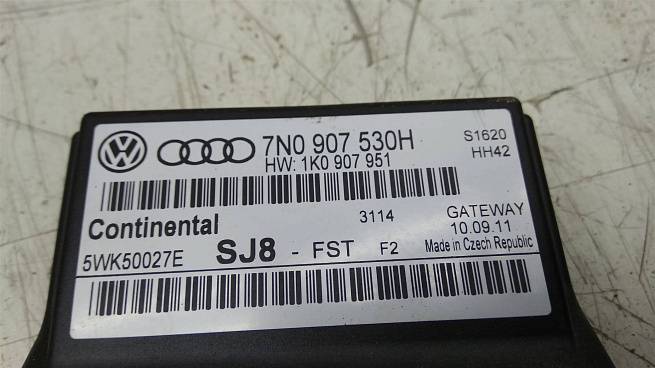 VW 7N0 907 530H S1620
HW: 1K0 907 951 HH42
Continental 3114 GATEWAY
10.09.11
5WK50027E SJ8 - FST F2 Made in Czech Republic